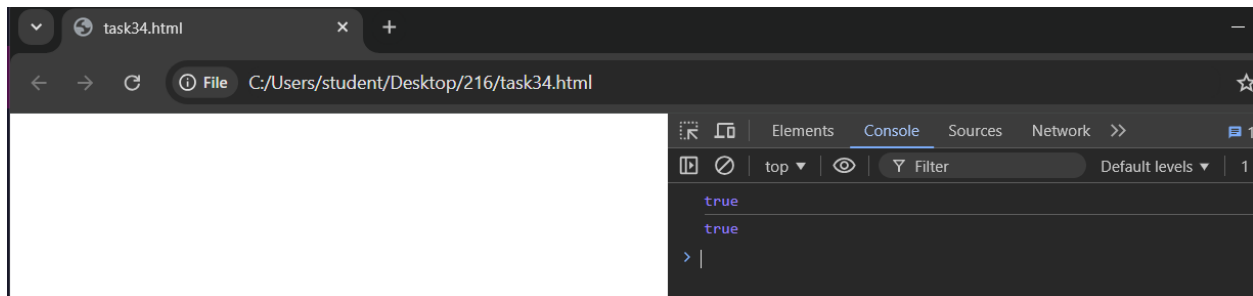 task34.html
File C:/Users/student/Desktop/216/task34.html
Elements Console Sources Network
1
top Filter Default levels 1
true
true